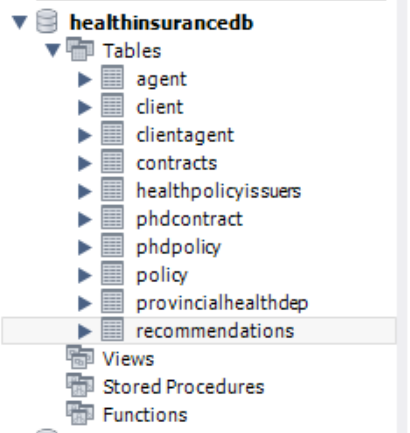 healthinsurancedb
Tables
agent
client
clientagent
contracts
healthpolicyissuers
phdcontract
phdpolicy
policy
provincialhealthdep
recommendations
Views
Stored Procedures
Functions